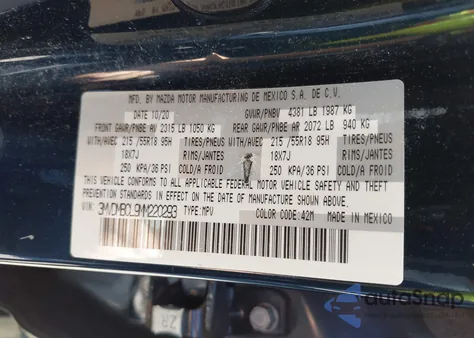 MFD. BY MAZDA MOTOR MANUFACTURING DE MEXICO S.A. DE C.V.
DATE 10/20 GVWR/PNBV 4381 LB 1987 KG
FRONT GAWR/PNBE AV 2315 LB 1050 KG REAR GAWR/PNBE AR 2072 LB 940 KG
WITH/AVEC 215/55R18 95H TIRES/PNEUS WITH/AVEC 215/55R18 95H TIRES/PNEUS
18X7J RIMS/JANTES 18X7J RIMS/JANTES
250 KPA/36 PSI COLD/A FROID 250 KPA/36 PSI COLD/A FROID
THIS VEHICLE CONFORMS TO ALL APPLICABLE FEDERAL MOTOR VEHICLE SAFETY AND THEFT
PREVENTION STANDARDS IN EFFECT ON THE DATE OF MANUFACTURE SHOWN ABOVE.
VIN: 3MVDMBCL9MM220293 TYPE: MPV COLOR CODE: 42M MADE IN MEXICO
autoSnap